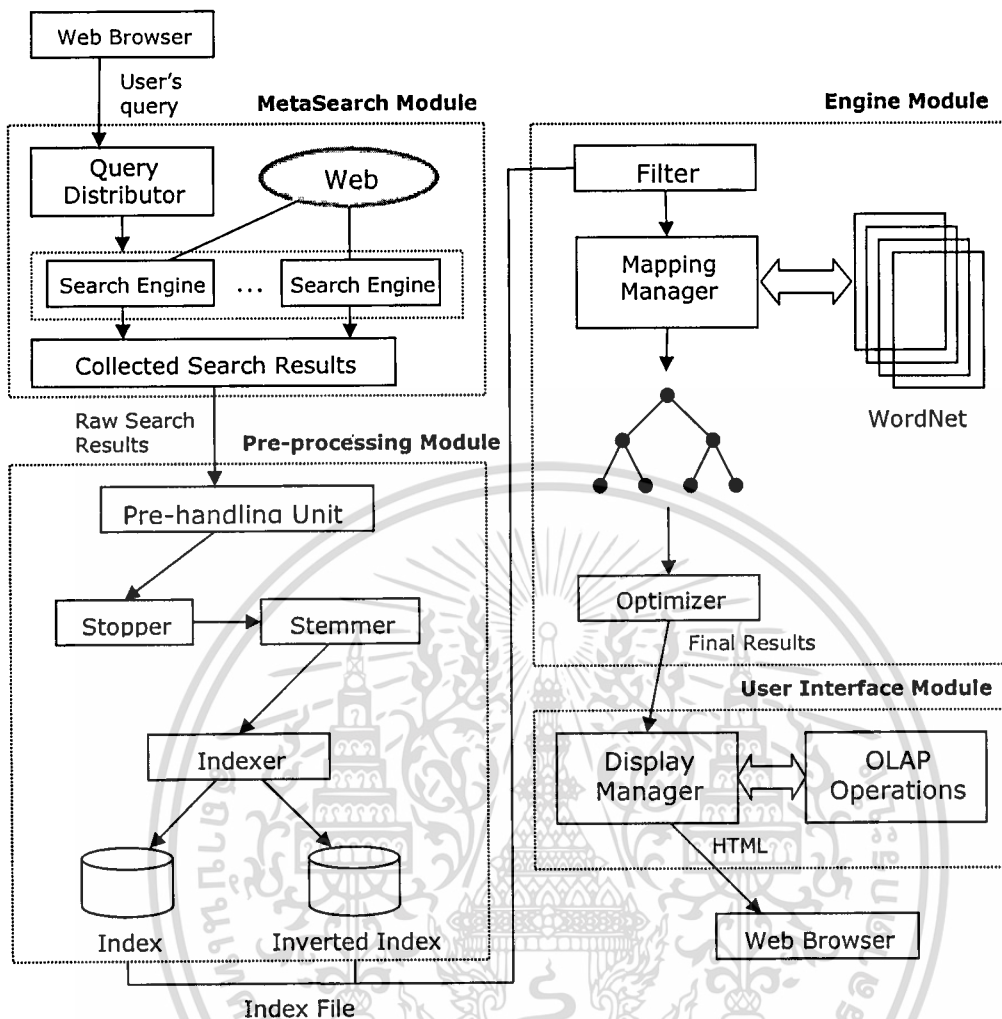 Web Browser
User's
query
MetaSearch Module
Query
Distributor
Web
Search Engine
...
Search Engine
Collected Search Results
Raw Search
Results
Pre-processing Module
Pre-handling Unit
Stopper
Stemmer
Indexer
Index
Inverted Index
Index File
Engine Module
Filter
Mapping
Manager
WordNet
Optimizer
Final Results
User Interface Module
Display
Manager
OLAP
Operations
HTML
Web Browser